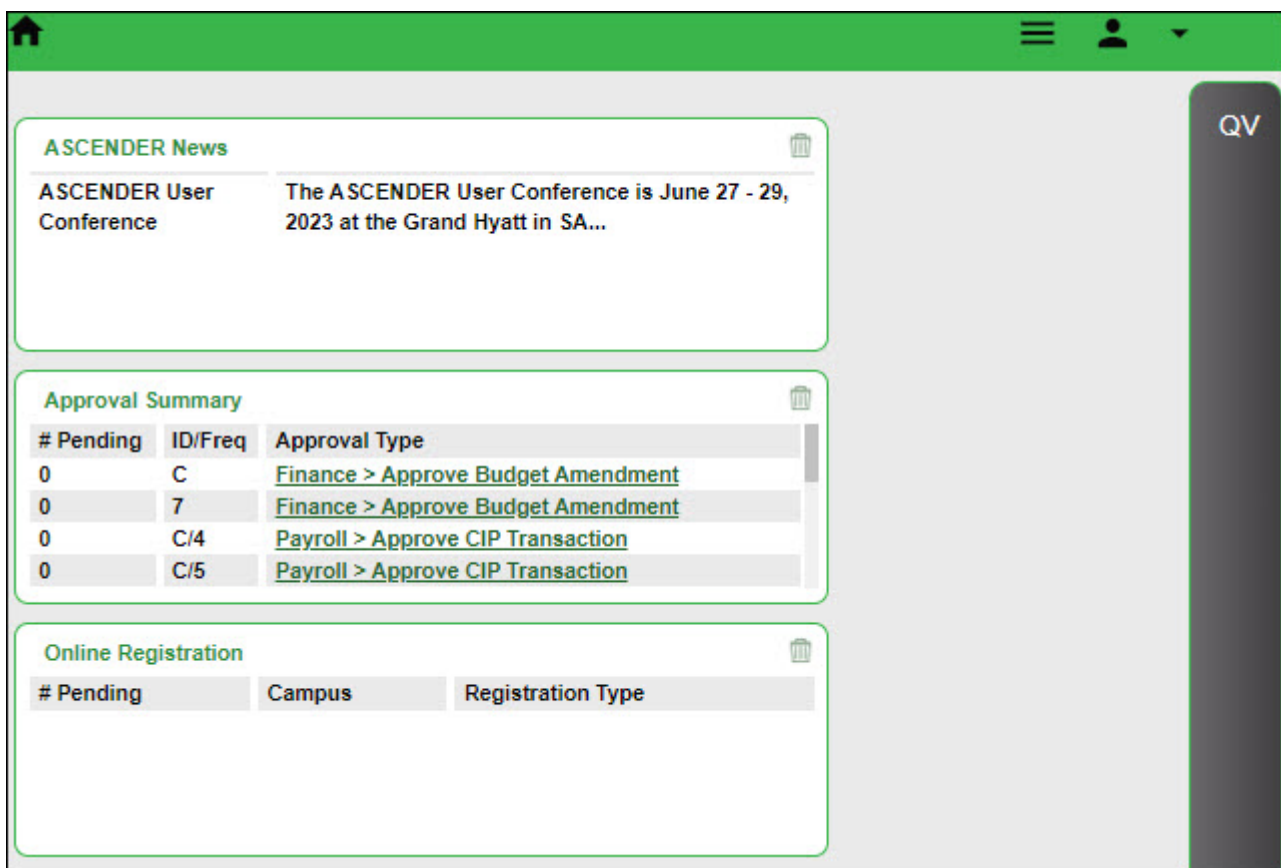 QV
ASCENDER News
ASCENDER User Conference The ASCENDER User Conference is June 27 - 29, 2023 at the Grand Hyatt in SA...
Approval Summary
# Pending ID/Freq Approval Type
0 C Finance > Approve Budget Amendment
0 7 Finance > Approve Budget Amendment
0 C/4 Payroll > Approve CIP Transaction
0 C/5 Payroll > Approve CIP Transaction
Online Registration
# Pending Campus Registration Type